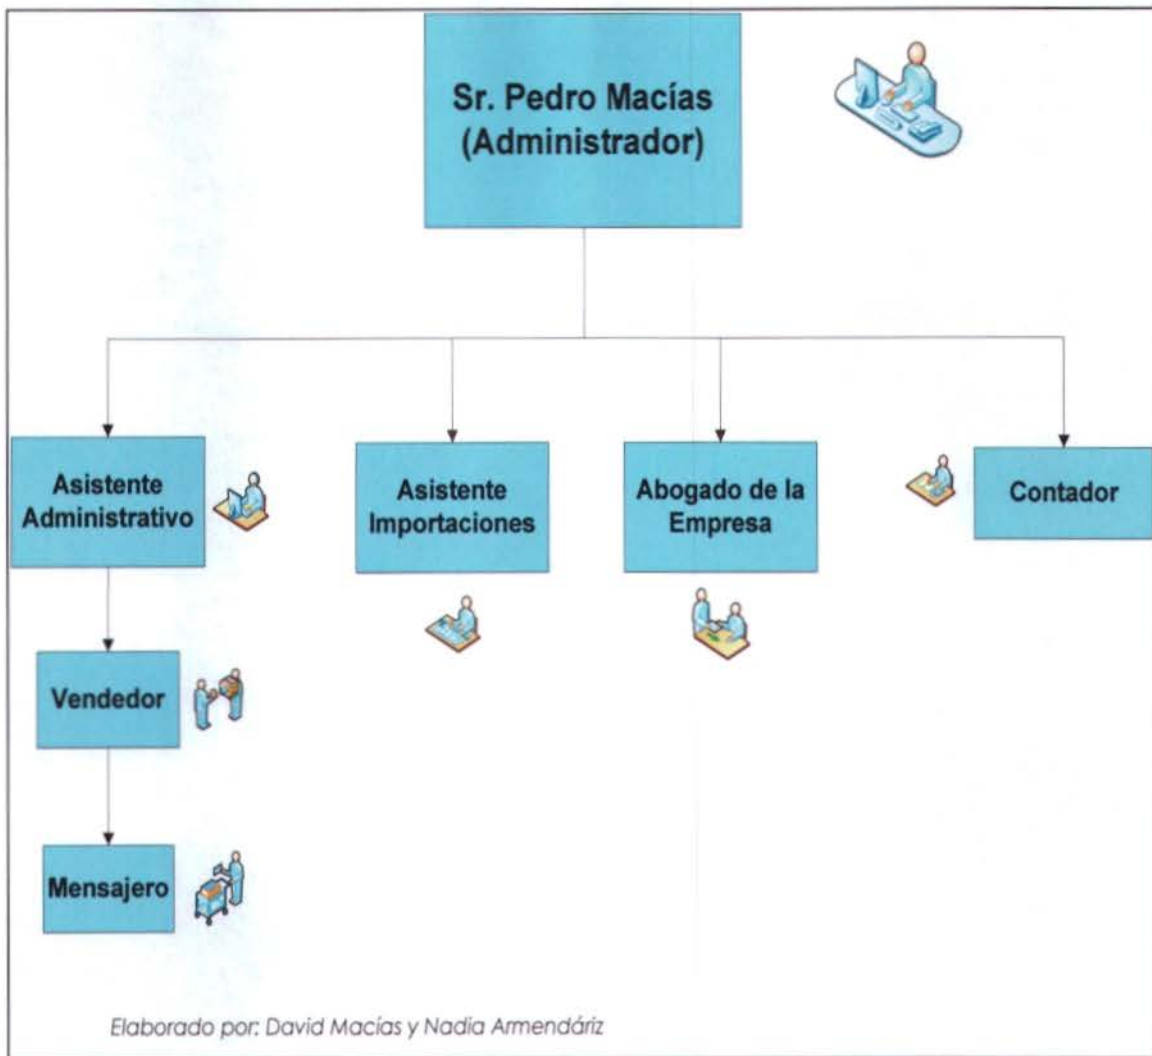 Sr. Pedro Macías
(Administrador)
Asistente
Administrativo
Asistente
Importaciones
Abogado de la
Empresa
Contador
Vendedor
Mensajero
Elaborado por: David Macías y Nadia Armendáriz